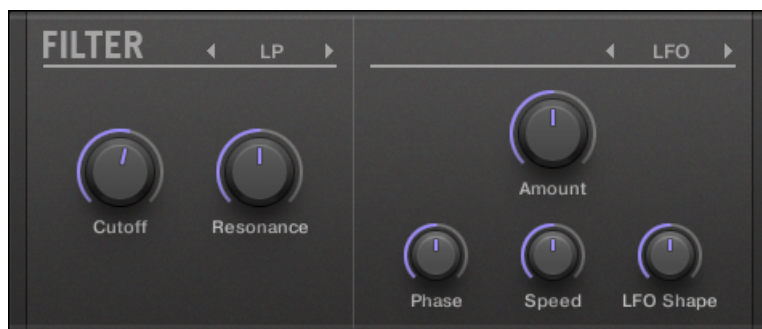 FILTER
LP
LFO
Cutoff
Resonance
Amount
Phase
Speed
LFO Shape